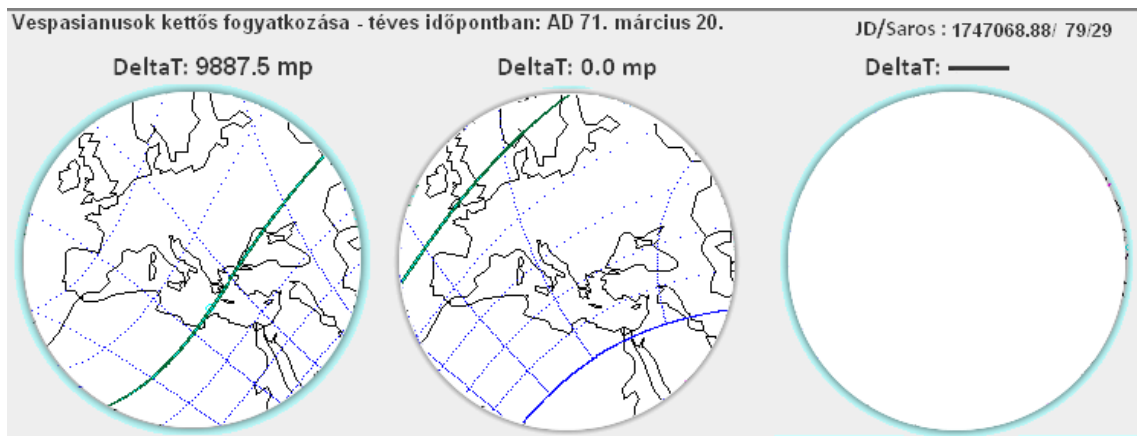 Vespasianusok kettős fogyatkozása - téves időpontban: AD 71. március 20.
JD/Saros : 1747068.88/ 79/29
DeltaT: 9887.5 mp
DeltaT: 0.0 mp
DeltaT: ——